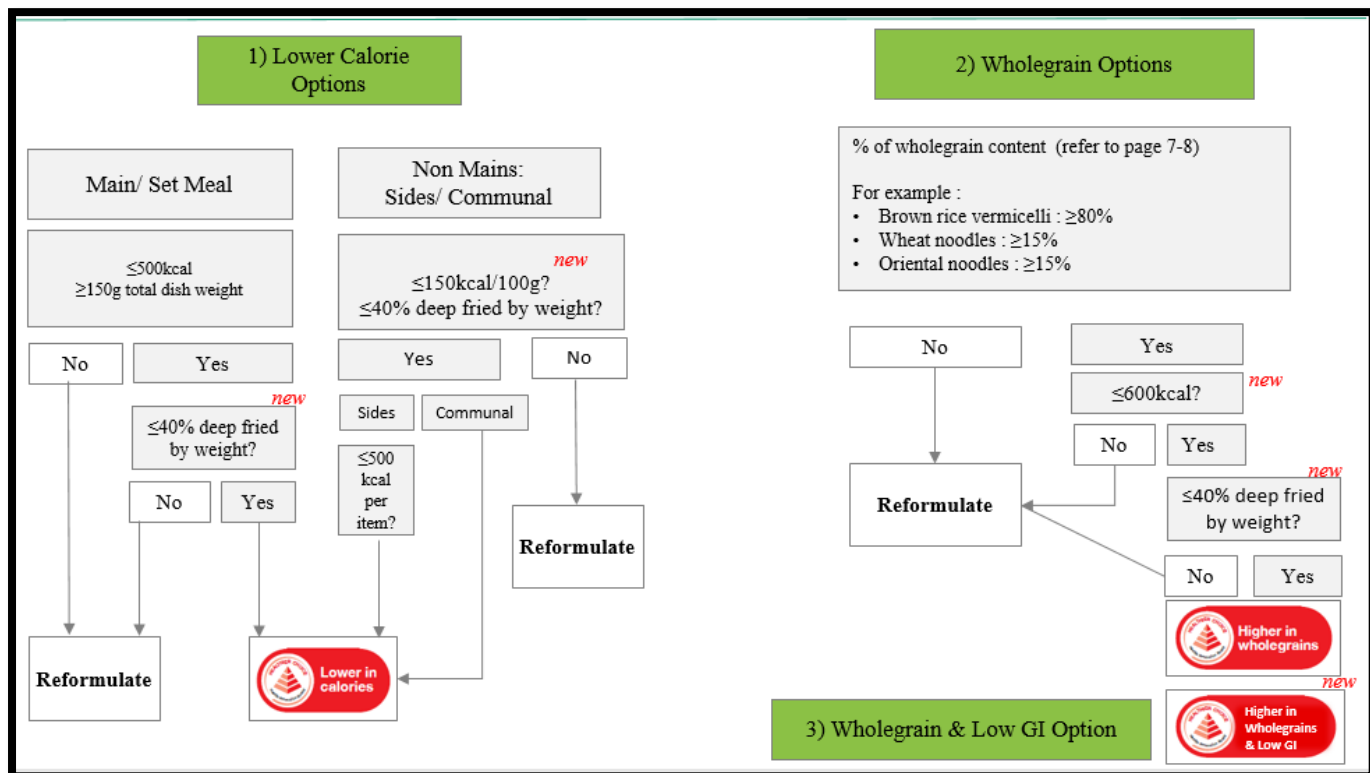 1) Lower Calorie
Options
Main/ Set Meal
≤500kcal
≥150g total dish weight
No
Yes
new
≤40% deep fried
by weight?
No
Yes
Reformulate
Non Mains:
Sides/ Communal
new
≤150kcal/100g?
≤40% deep fried by weight?
Yes
No
Sides
Communal
≤500
kcal
per
item?
Reformulate
Lower in
calories
2) Wholegrain Options
% of wholegrain content (refer to page 7-8)
For example :
• Brown rice vermicelli : ≥80%
• Wheat noodles : ≥15%
• Oriental noodles : ≥15%
No
Yes
≤600kcal?
new
No
Yes
Reformulate
new
≤40% deep fried
by weight?
No
Yes
Higher in
wholegrains
new
3) Wholegrain & Low GI Option
Higher in
Wholegrains
& Low GI